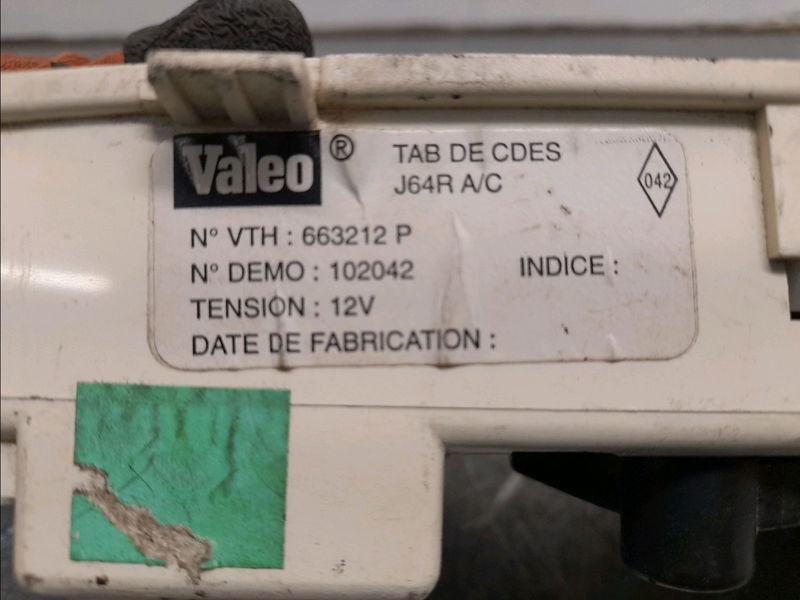 Valeo ®
TAB DE CDES
J64R A/C
042
N° VTH : 663212 P
N° DEMO : 102042
INDICE :
TENSION : 12V
DATE DE FABRICATION :